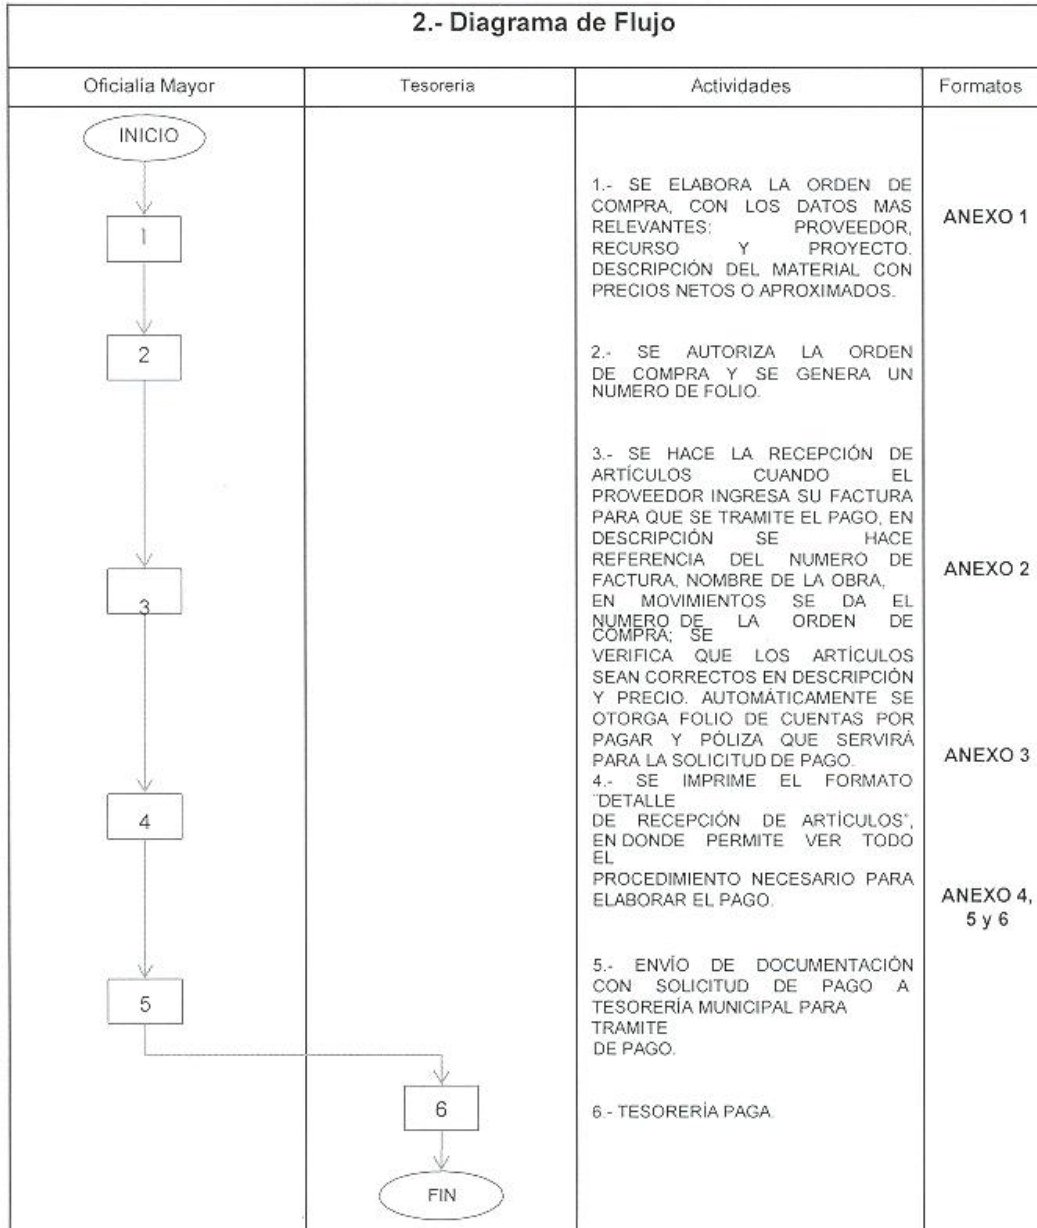 2.- Diagrama de Flujo
Oficialía Mayor
Tesorería
Actividades
Formatos
INICIO
1
2
3
4
5
6
FIN
1.- SE ELABORA LA ORDEN DE
COMPRA, CON LOS DATOS MAS
RELEVANTES: PROVEEDOR,
RECURSO Y PROYECTO.
DESCRIPCIÓN DEL MATERIAL CON
PRECIOS NETOS O APROXIMADOS.
2.- SE AUTORIZA LA ORDEN
DE COMPRA Y SE GENERA UN
NUMERO DE FOLIO.
3.- SE HACE LA RECEPCIÓN DE
ARTÍCULOS CUANDO EL
PROVEEDOR INGRESA SU FACTURA
PARA QUE SE TRAMITE EL PAGO, EN
DESCRIPCIÓN SE HACE
REFERENCIA DEL NUMERO DE
FACTURA, NOMBRE DE LA OBRA,
EN MOVIMIENTOS SE DA EL
NUMERO DE LA ORDEN DE
COMPRA; SE
VERIFICA QUE LOS ARTÍCULOS
SEAN CORRECTOS EN DESCRIPCIÓN
Y PRECIO. AUTOMÁTICAMENTE SE
OTORGA FOLIO DE CUENTAS POR
PAGAR Y PÓLIZA QUE SERVIRÁ
PARA LA SOLICITUD DE PAGO.
4.- SE IMPRIME EL FORMATO
¨DETALLE
DE RECEPCIÓN DE ARTÍCULOS¨,
EN DONDE PERMITE VER TODO
EL
PROCEDIMIENTO NECESARIO PARA
ELABORAR EL PAGO.
5.- ENVÍO DE DOCUMENTACIÓN
CON SOLICITUD DE PAGO A
TESORERÍA MUNICIPAL PARA
TRAMITE
DE PAGO.
6.- TESORERÍA PAGA.
ANEXO 1
ANEXO 2
ANEXO 3
ANEXO 4,
5 y 6